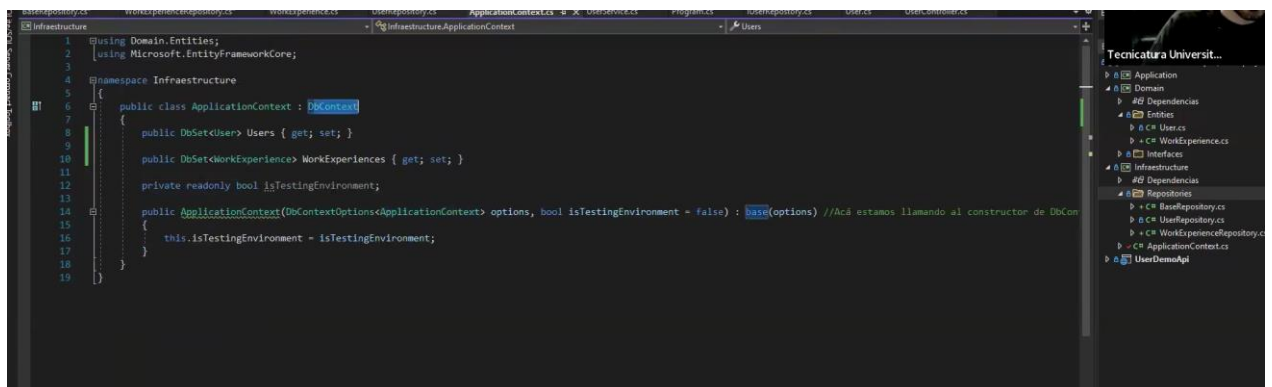 BaseRepository.cs WorkExperienceRepository.cs WorkExperience.cs UserRepository.cs ApplicationContext.cs UserService.cs Program.cs IUserRepository.cs User.cs UserController.cs
Infraestructure Infraestructure.ApplicationContext Users
1 using Domain.Entities;
2 using Microsoft.EntityFrameworkCore;
3
4 namespace Infraestructure
5 {
6 public class ApplicationContext : DbContext
7 {
8 public DbSet<User> Users { get; set; }
9
10 public DbSet<WorkExperience> WorkExperiences { get; set; }
11
12 private readonly bool isTestingEnvironment;
13
14 public ApplicationContext(DbContextOptions<ApplicationContext> options, bool isTestingEnvironment = false) : base(options) //Acá estamos llamando al constructor de DbCon
15 {
16 this.isTestingEnvironment = isTestingEnvironment;
17 }
18 }
19 }
SQL Server Compact Toolbox
Tecnicatura Universit...
Application
Domain
Dependencias
Entities
C# User.cs
+ C# WorkExperience.cs
Interfaces
Infraestructure
Dependencias
Repositories
+ C# BaseRepository.cs
C# UserRepository.cs
+ C# WorkExperienceRepository.c
C# ApplicationContext.cs
UserDemoApi